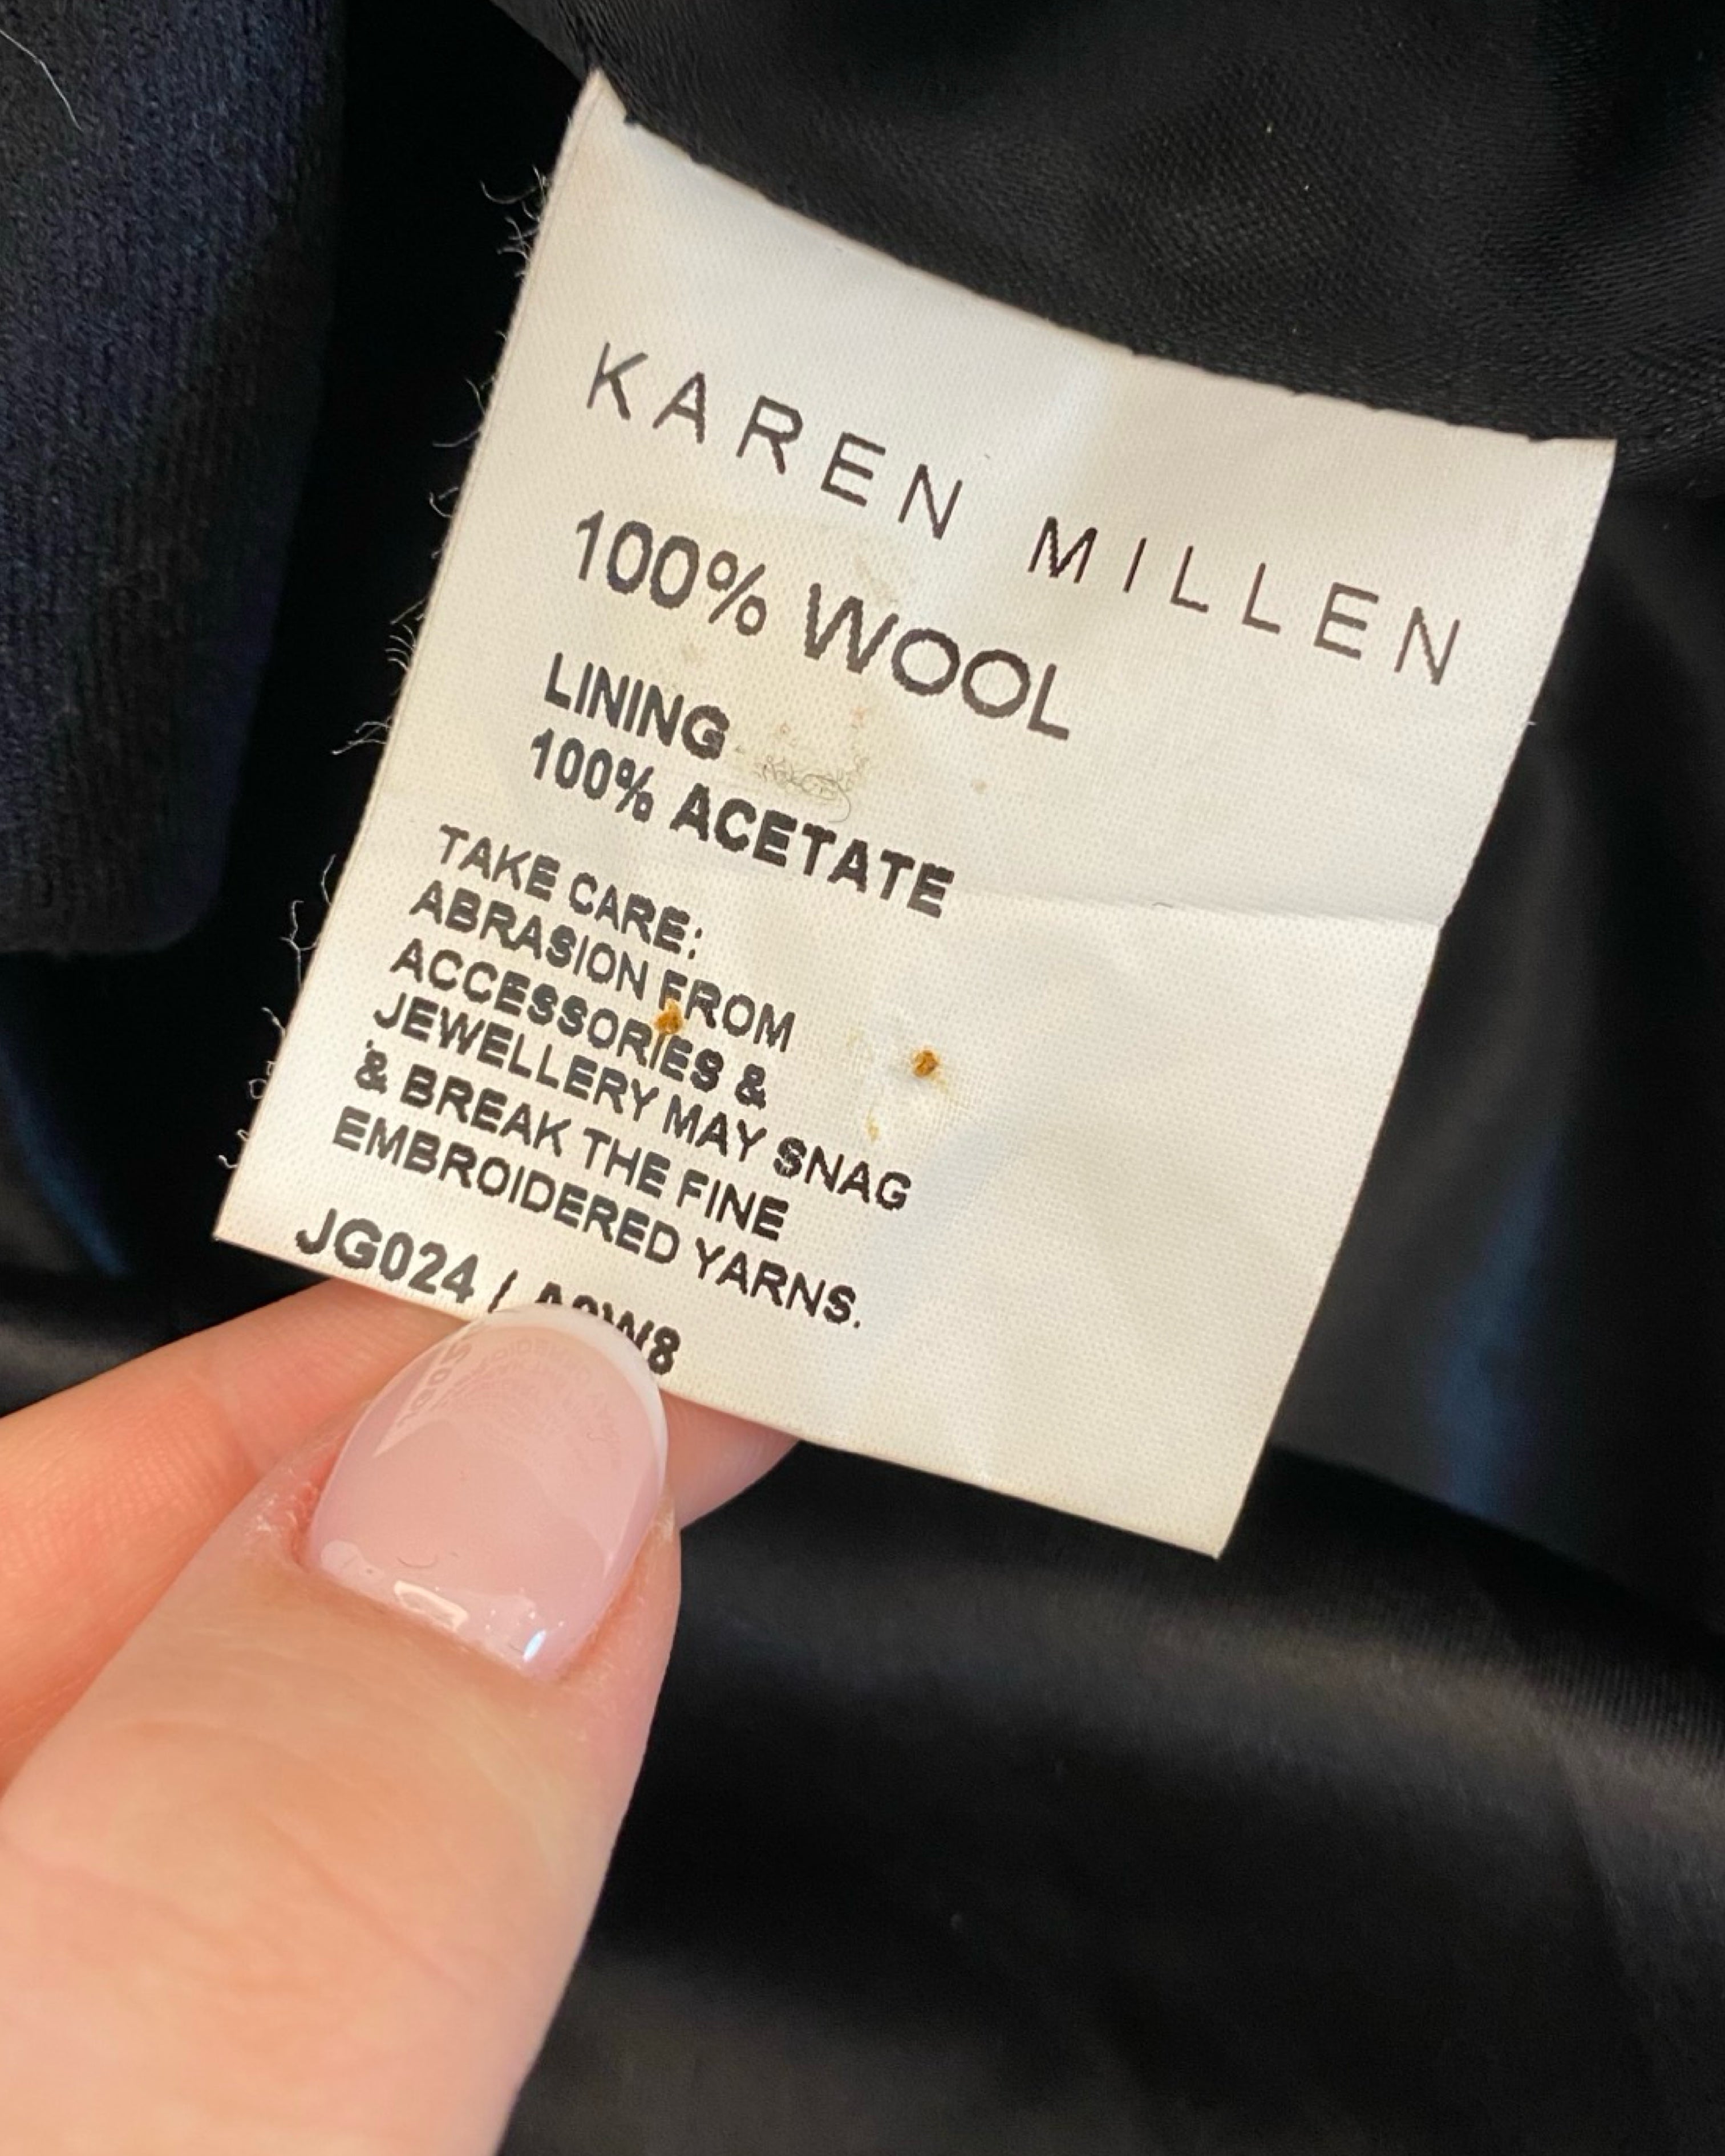 KAREN MILLEN
100% WOOL
LINING
100% ACETATE
TAKE CARE:
ABRASION FROM
ACCESSORIES &
JEWELLERY MAY SNAG
& BREAK THE FINE
EMBROIDERED YARNS.
JG024 /